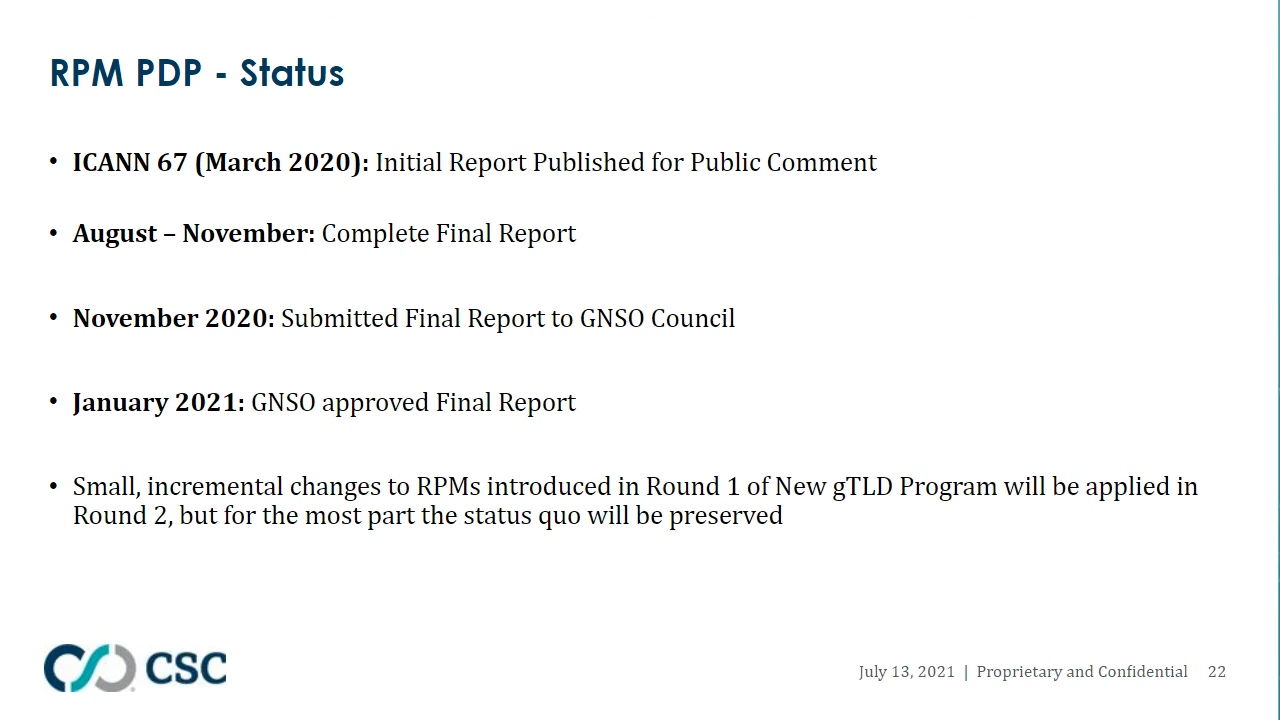 RPM PDP - Status
• ICANN 67 (March 2020): Initial Report Published for Public Comment
• August – November: Complete Final Report
• November 2020: Submitted Final Report to GNSO Council
• January 2021: GNSO approved Final Report
• Small, incremental changes to RPMs introduced in Round 1 of New gTLD Program will be applied in
Round 2, but for the most part the status quo will be preserved
CSC
July 13, 2021 | Proprietary and Confidential 22